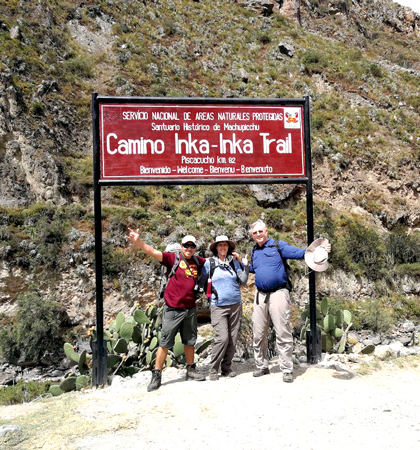 SERVICIO NACIONAL DE AREAS NATURALES PROTEGIDAS
Santuario Histórico de Machupicchu
Camino Inka-Inka Trail
Piscacucho km 82
Bienvenido - Welcome - Bienvenu - Benvenuto